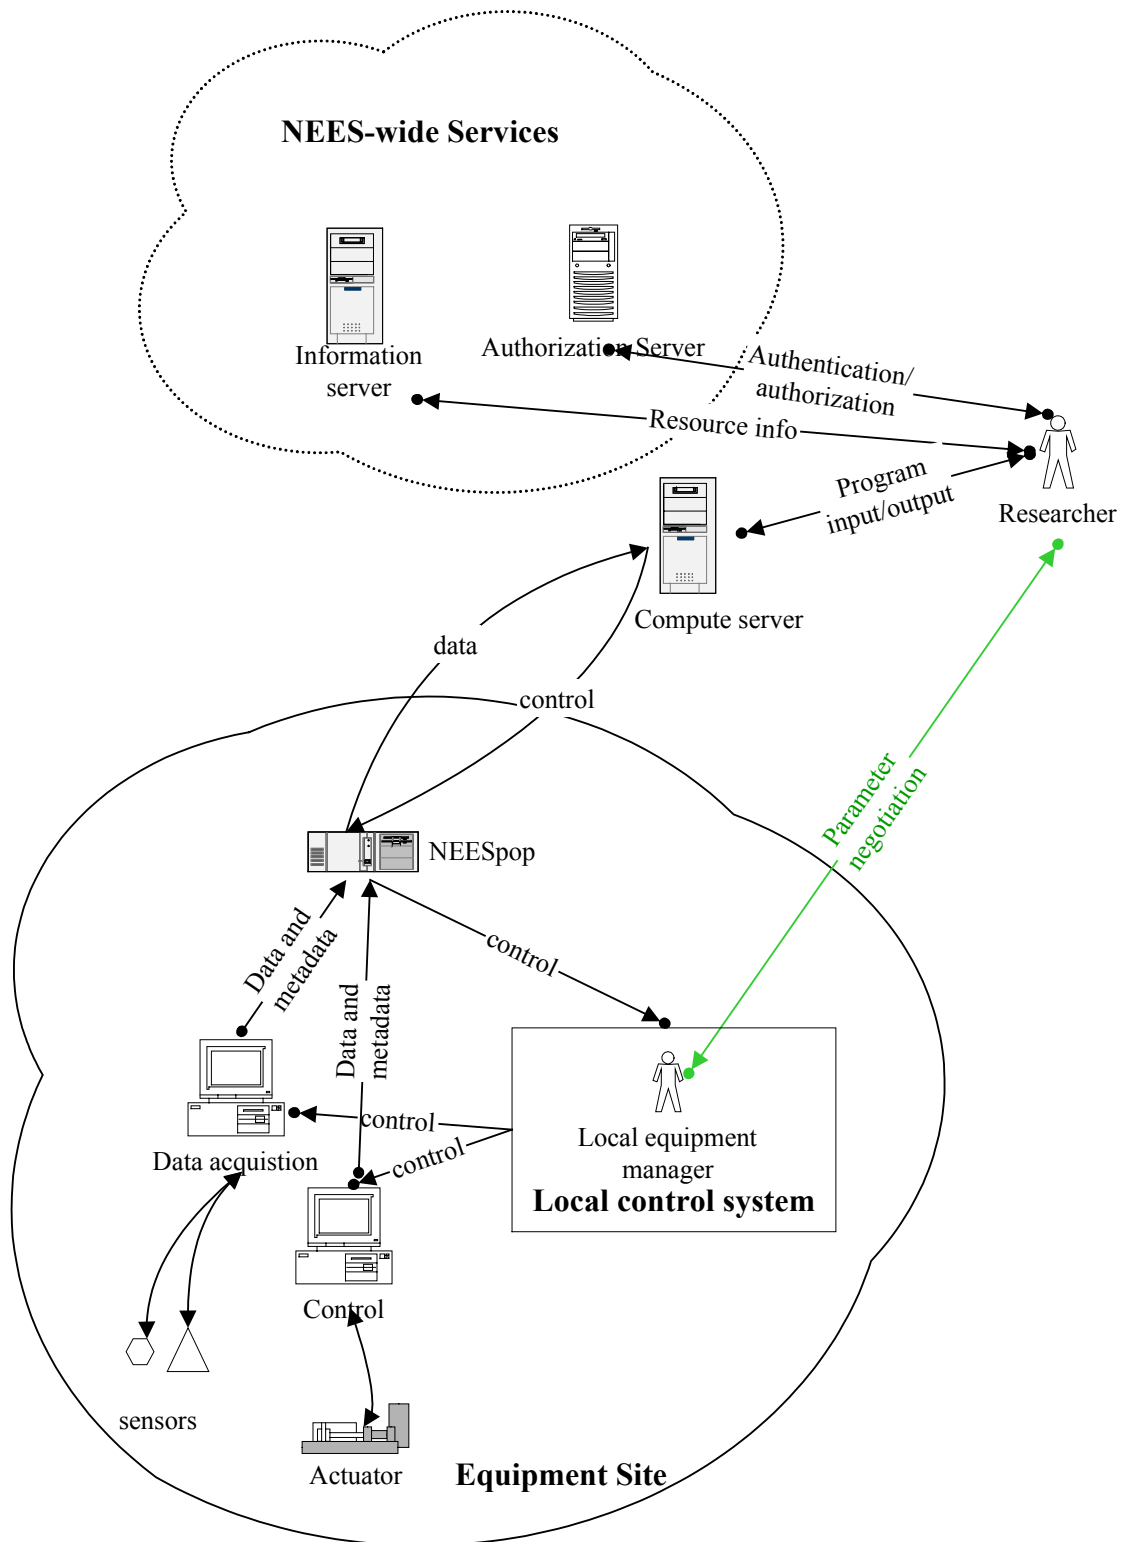 NEES-wide Services
Information
server
Authorization Server
Authentication/
authorization
Resource info
Program
input/output
Researcher
Compute server
data
control
Parameter
negotiation
NEESpop
Data and
metadata
control
Data and
metadata
control
control
Data acquistion
Local equipment
manager
Local control system
Control
sensors
Actuator
Equipment Site